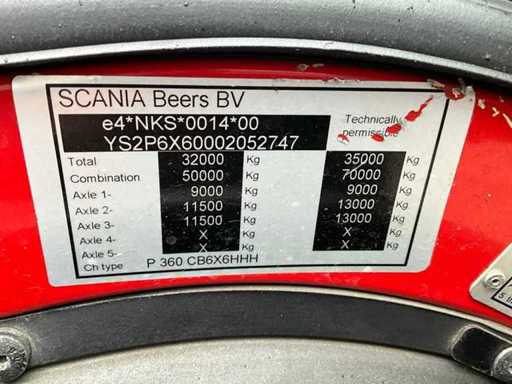 SCANIA Beers BV
e4*NKS*0014*00
YS2P6X60002052747
Technically
permissible
Total 32000 Kg 35000 Kg
Combination 50000 Kg 70000 Kg
Axle 1- 9000 Kg 9000 Kg
Axle 2- 11500 Kg 13000 Kg
Axle 3- 11500 Kg 13000 Kg
Axle 4- X Kg X Kg
Axle 5- X Kg X Kg
Ch type P 360 CB6X6HHH